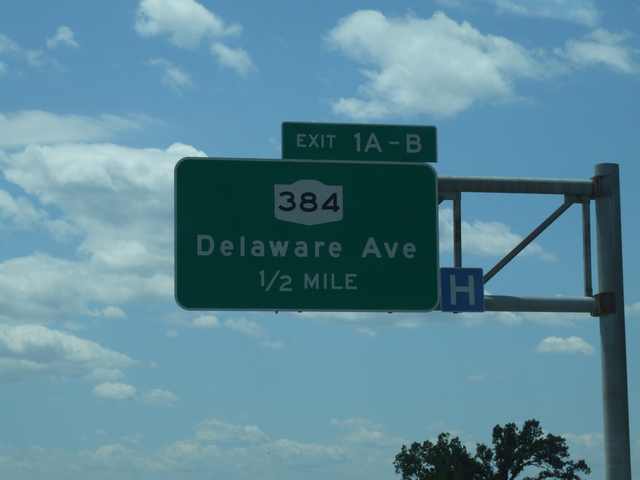 EXIT 1A-B
384
Delaware Ave
1/2 MILE
H